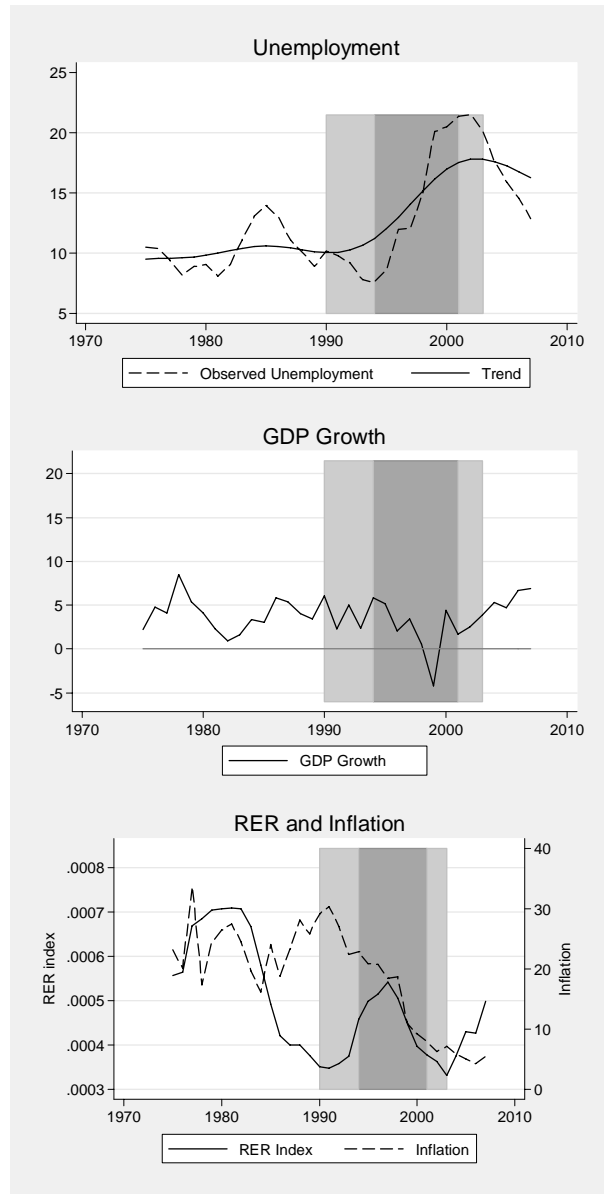 Unemployment
25
20
15
10
5
1970 1980 1990 2000 2010
Observed Unemployment Trend
GDP Growth
20
15
10
5
0
-5
1970 1980 1990 2000 2010
GDP Growth
RER and Inflation
.0008
.0007
.0006
.0005
.0004
.0003
RER index
40
30
20
10
0
Inflation
1970 1980 1990 2000 2010
RER Index Inflation